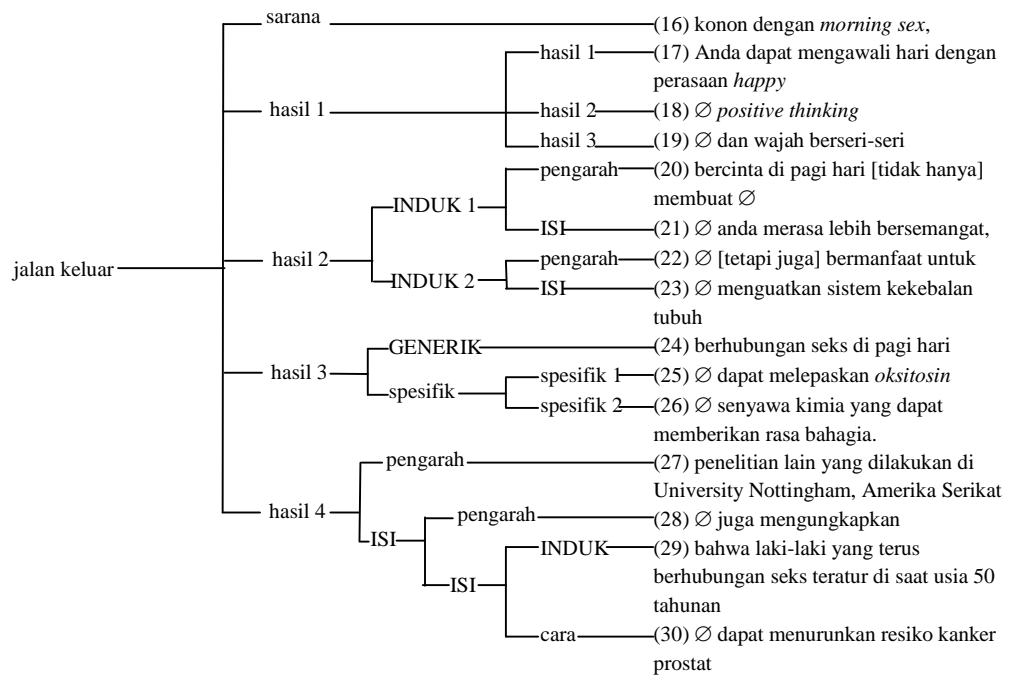 sarana (16) konon dengan morning sex,
hasil 1 (17) Anda dapat mengawali hari dengan
perasaan happy
hasil 1 hasil 2 (18) ∅ positive thinking
hasil 3 (19) ∅ dan wajah berseri-seri
pengarah (20) bercinta di pagi hari [tidak hanya]
membuat ∅
INDUK 1
ISI (21) ∅ anda merasa lebih bersemangat,
jalan keluar hasil 2 pengarah (22) ∅ [tetapi juga] bermanfaat untuk
INDUK 2 ISI (23) ∅ menguatkan sistem kekebalan
tubuh
GENERIK (24) berhubungan seks di pagi hari
hasil 3 spesifik spesifik 1 (25) ∅ dapat melepaskan oksitosin
spesifik 2 (26) ∅ senyawa kimia yang dapat
memberikan rasa bahagia.
pengarah (27) penelitian lain yang dilakukan di
University Nottingham, Amerika Serikat
hasil 4 pengarah (28) ∅ juga mengungkapkan
ISI INDUK (29) bahwa laki-laki yang terus
ISI berhubungan seks teratur di saat usia 50
tahunan
cara (30) ∅ dapat menurunkan resiko kanker
prostat